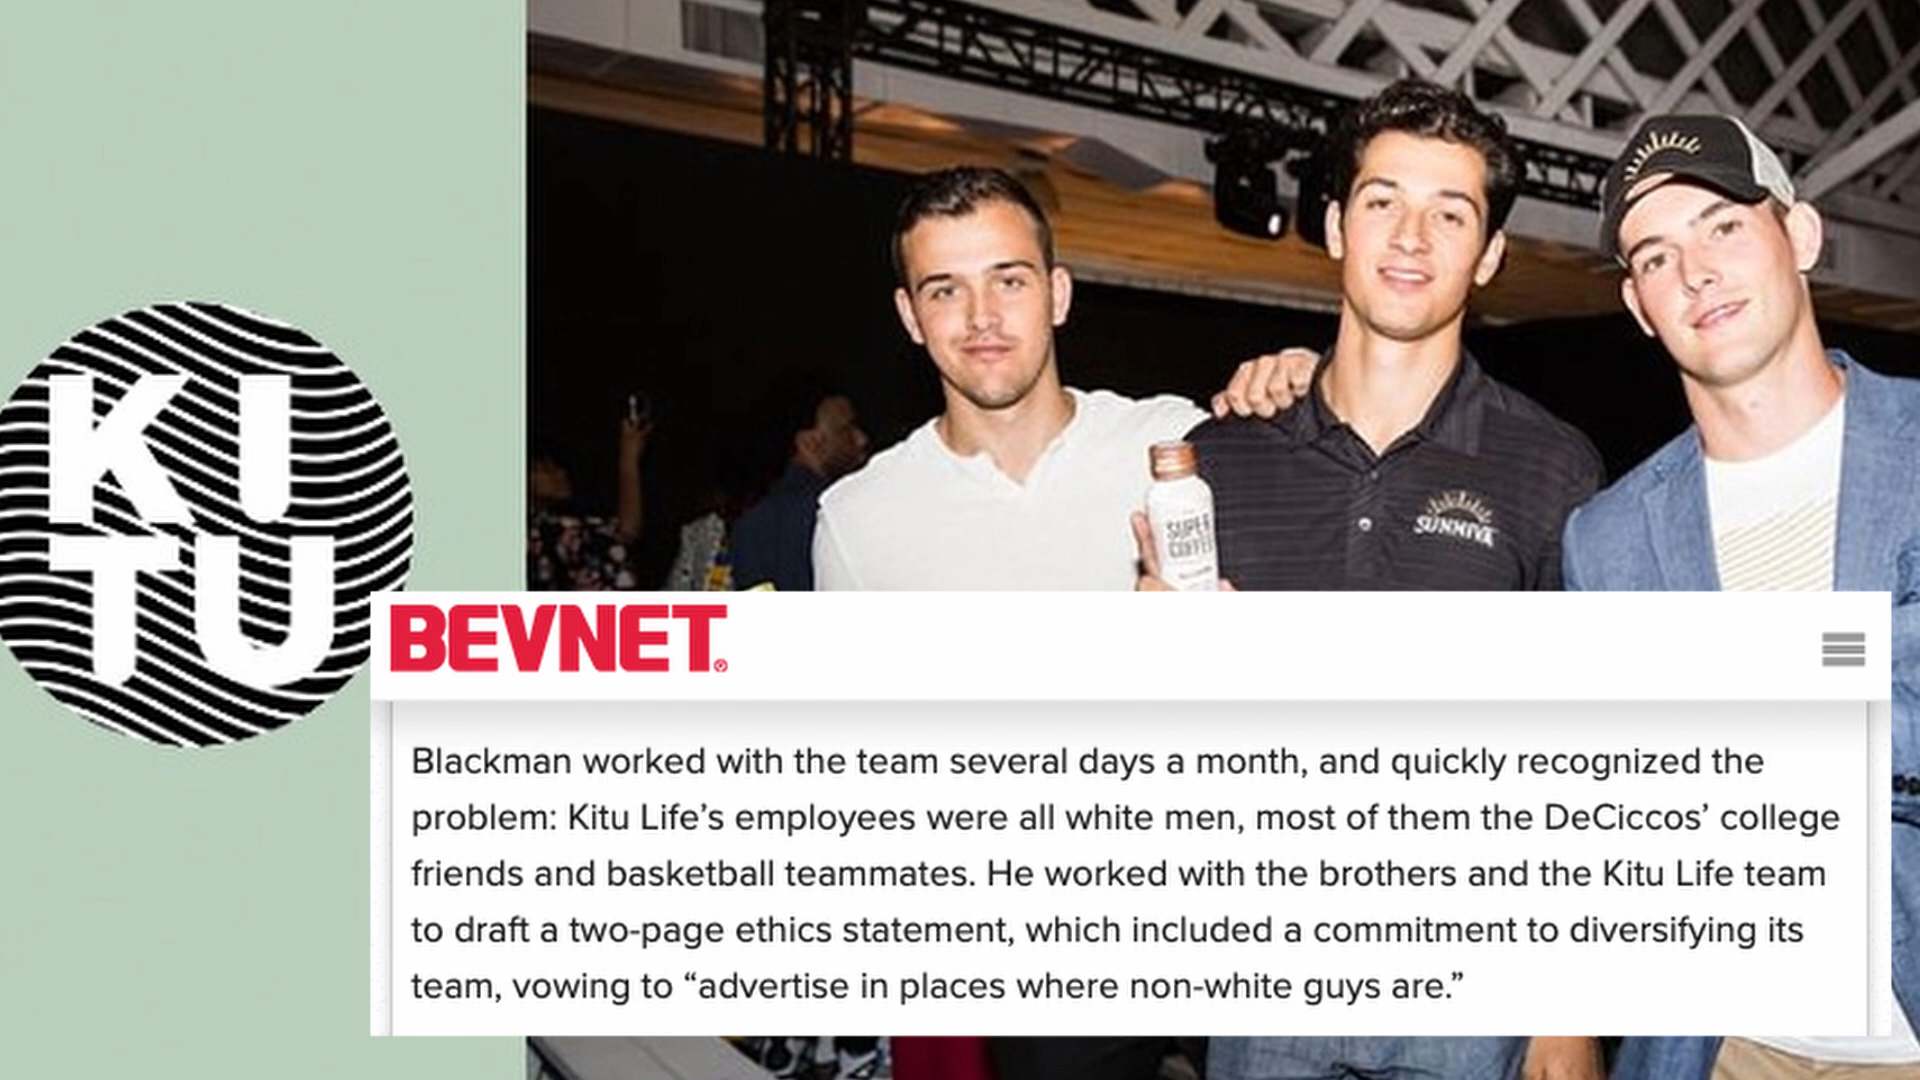 KI
TU
SUPER
COFFEE
SUNNIVA
BEVNET
Blackman worked with the team several days a month, and quickly recognized the
problem: Kitu Life’s employees were all white men, most of them the DeCiccos’ college
friends and basketball teammates. He worked with the brothers and the Kitu Life team
to draft a two-page ethics statement, which included a commitment to diversifying its
team, vowing to “advertise in places where non-white guys are.”